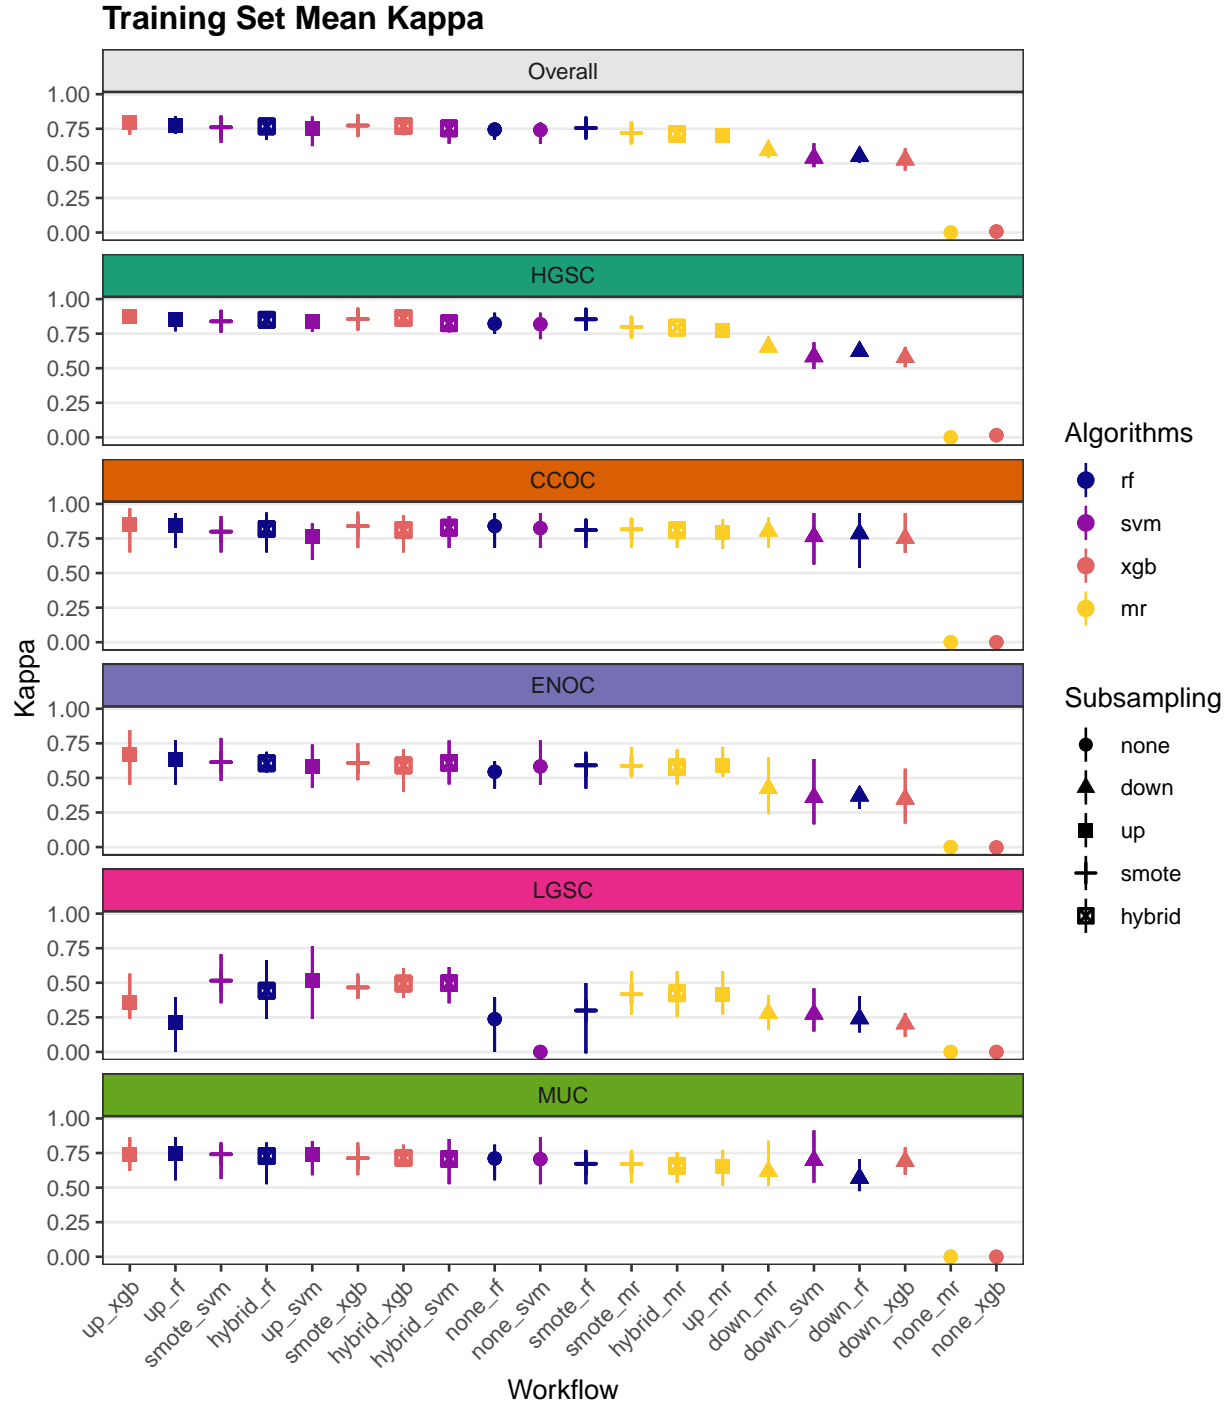 Training Set Mean Kappa
Overall
1.00
0.75
0.50
0.25
0.00
HGSC
1.00
0.75
0.50
0.25
0.00
CCOC
1.00
0.75
0.50
0.25
0.00
ENOC
1.00
0.75
0.50
0.25
0.00
LGSC
1.00
0.75
0.50
0.25
0.00
MUC
1.00
0.75
0.50
0.25
0.00
Kappa
up_xgb
up_rf
smote_svm
hybrid_rf
up_svm
smote_xgb
hybrid_xgb
hybrid_svm
none_rf
none_svm
smote_rf
smote_mr
hybrid_mr
up_mr
down_mr
down_svm
down_rf
down_xgb
none_mr
none_xgb
Workflow
Algorithms
rf
svm
xgb
mr
Subsampling
none
down
up
smote
hybrid